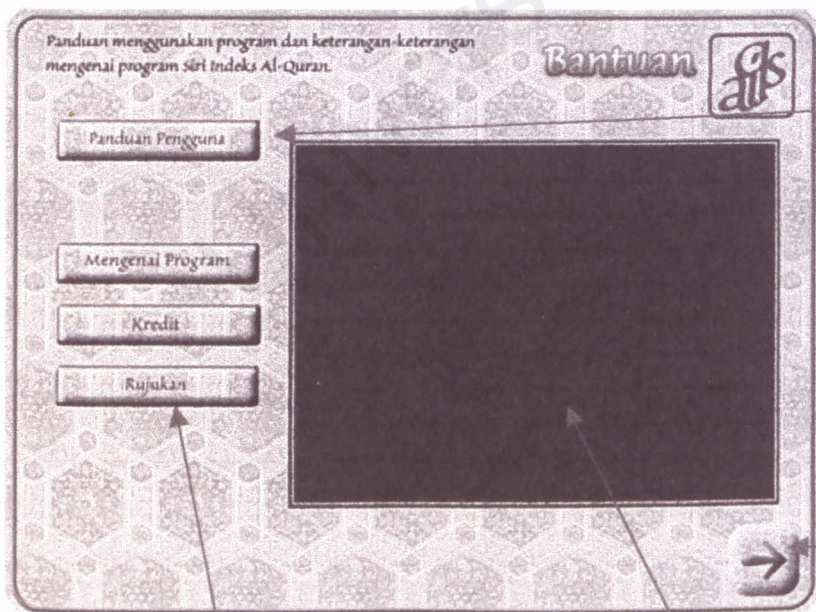 Panduan menggunakan program dan keterangan-keterangan
mengenai program Siri Indeks Al-Quran.
Bantuan
Panduan Pengguna
Mengenai Program
Kredit
Rujukan